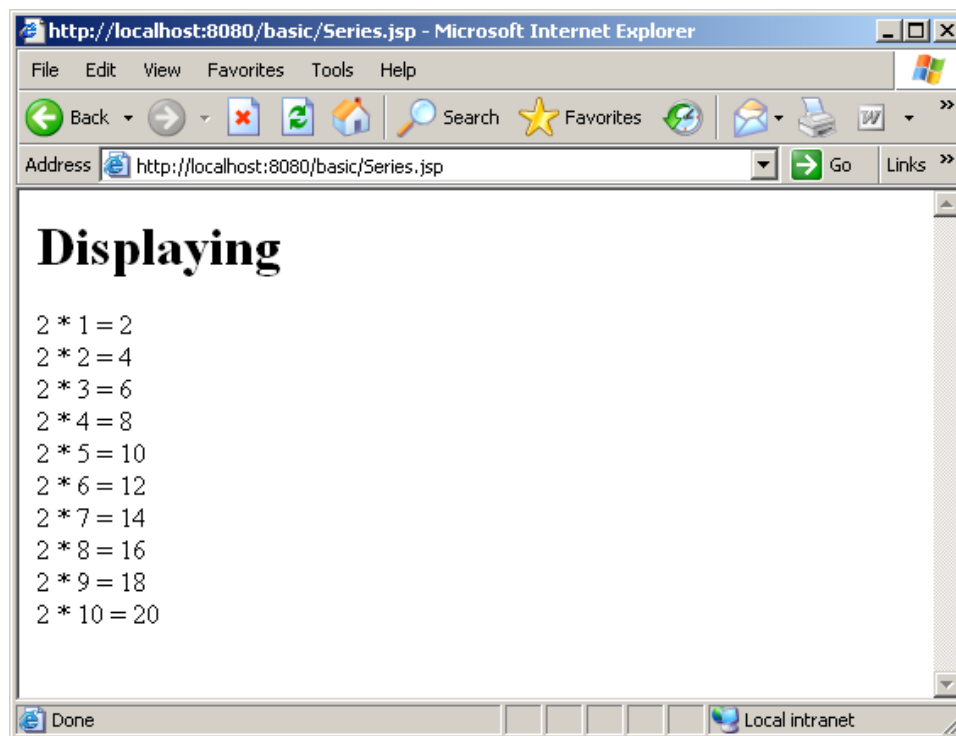 http://localhost:8080/basic/Series.jsp - Microsoft Internet Explorer
File Edit View Favorites Tools Help
Back Search Favorites W »
Address http://localhost:8080/basic/Series.jsp Go Links »
Displaying
2 * 1 = 2
2 * 2 = 4
2 * 3 = 6
2 * 4 = 8
2 * 5 = 10
2 * 6 = 12
2 * 7 = 14
2 * 8 = 16
2 * 9 = 18
2 * 10 = 20
Done Local intranet